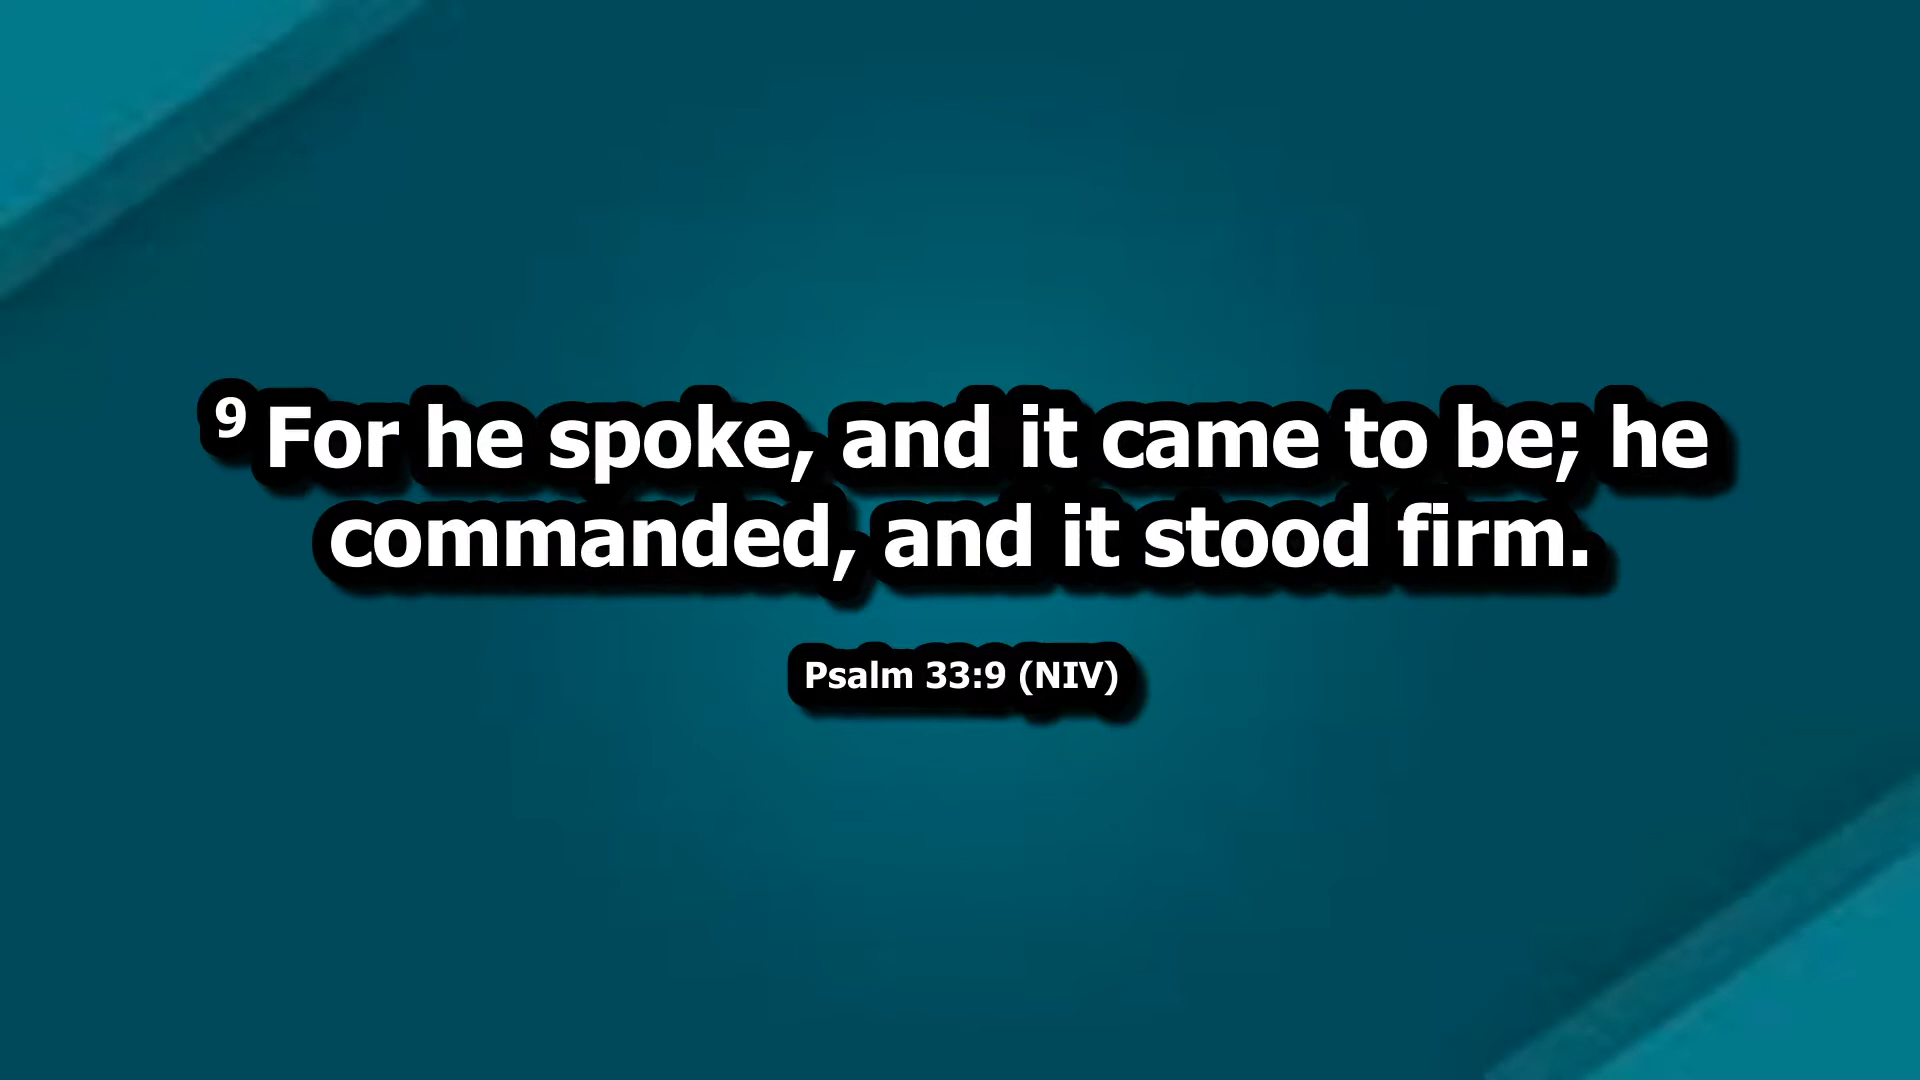 ⁹ For he spoke, and it came to be; he
commanded, and it stood firm.
Psalm 33:9 (NIV)